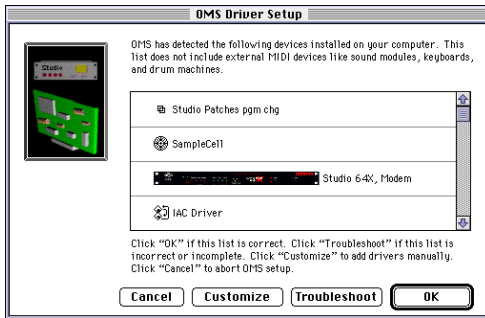 OMS Driver Setup
Studio
OMS has detected the following devices installed on your computer. This
list does not include external MIDI devices like sound modules, keyboards,
and drum machines.
Studio Patches pgm chg
SampleCell
Studio 64X, Modem
IAC Driver
Click “OK” if this list is correct. Click “Troubleshoot” if this list is
incorrect or incomplete. Click “Customize” to add drivers manually.
Click “Cancel” to abort OMS setup.
Cancel
Customize
Troubleshoot
OK